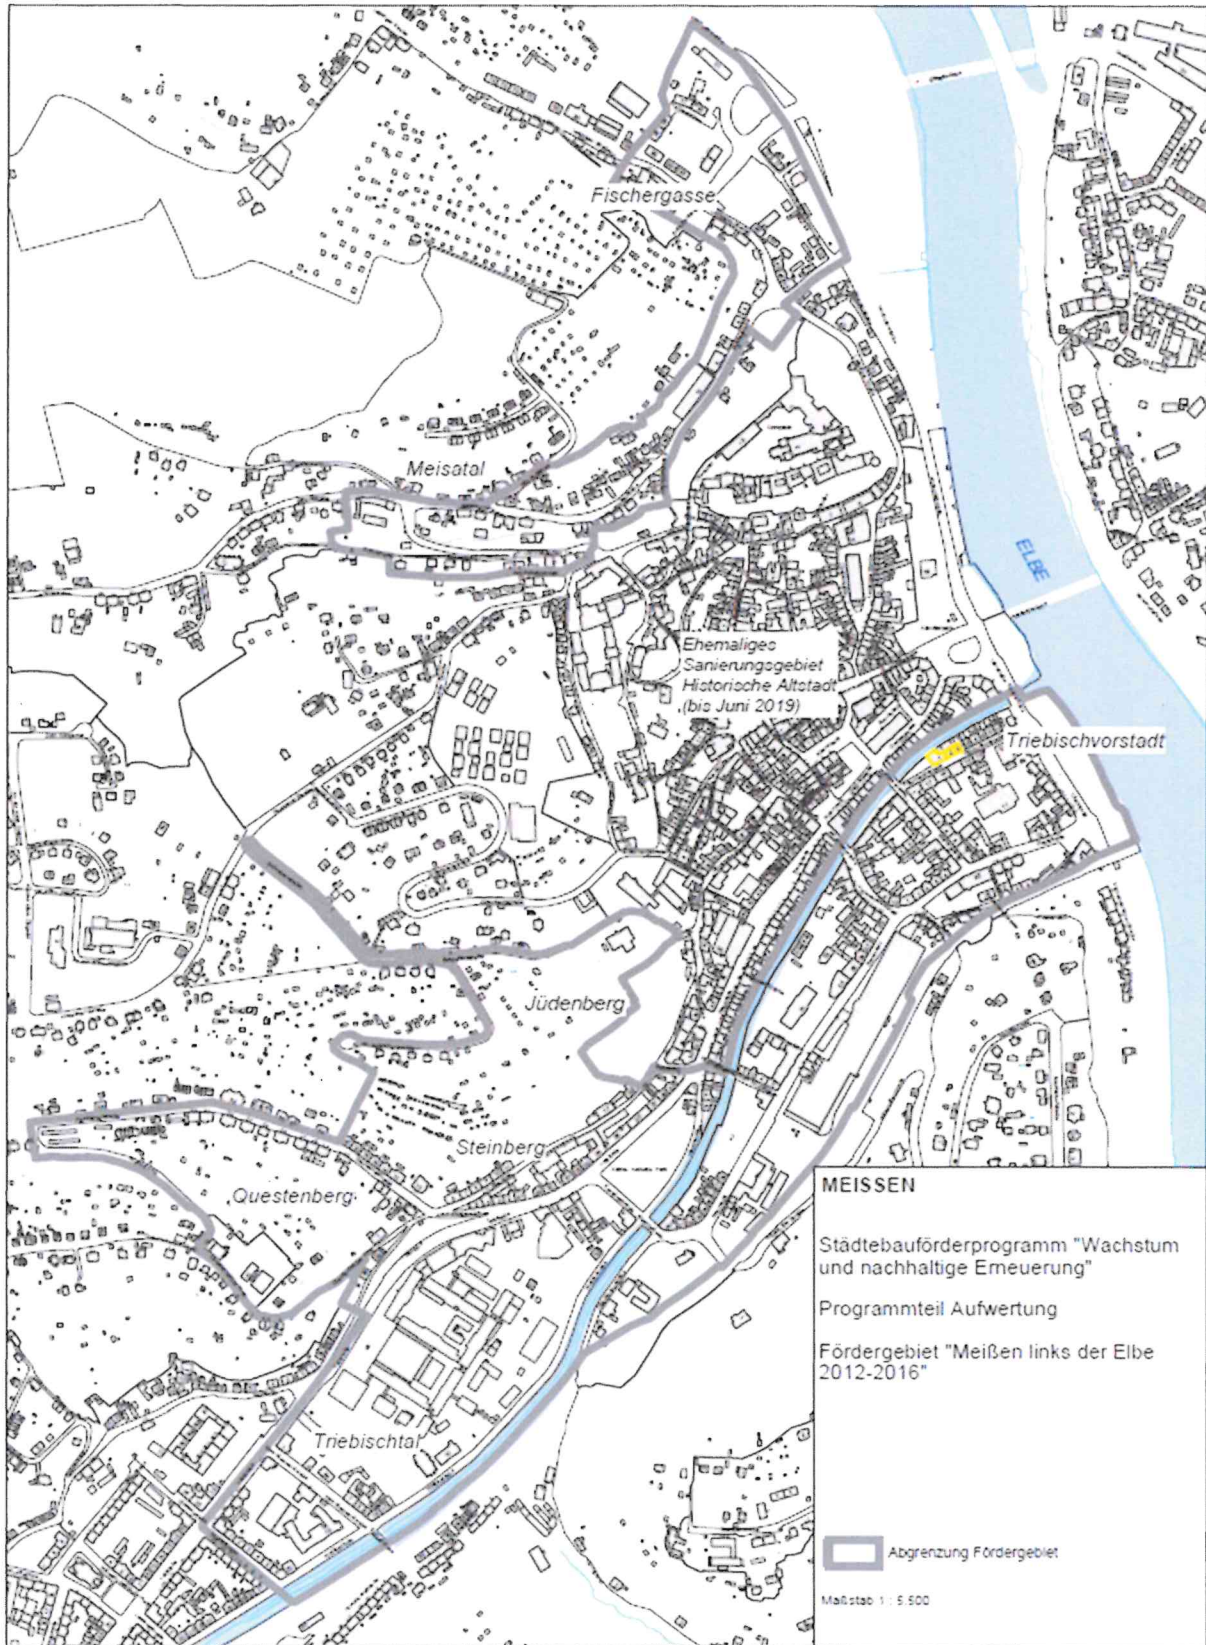 Fischergasse
Meisatal
ELBE
Ehemaliges
Sanierungsgebiet
Historische Altstadt
(bis Juni 2019)
Triebischvorstadt
Jüdenberg
Steinberg
Questenberg
Triebischtal
MEISSEN
Städtebauförderprogramm "Wachstum
und nachhaltige Erneuerung"
Programmteil Aufwertung
Fördergebiet "Meißen links der Elbe
2012-2016"
Abgrenzung Fördergebiet
Maßstab 1 : 5.500